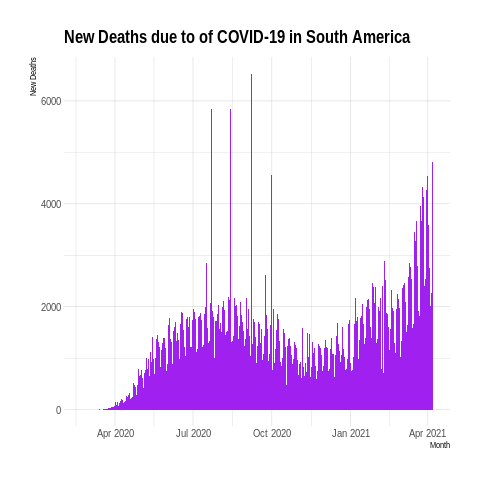 New Deaths due to of COVID-19 in South America
New Deaths
6000
4000
2000
0
Apr 2020 Jul 2020 Oct 2020 Jan 2021 Apr 2021
Month